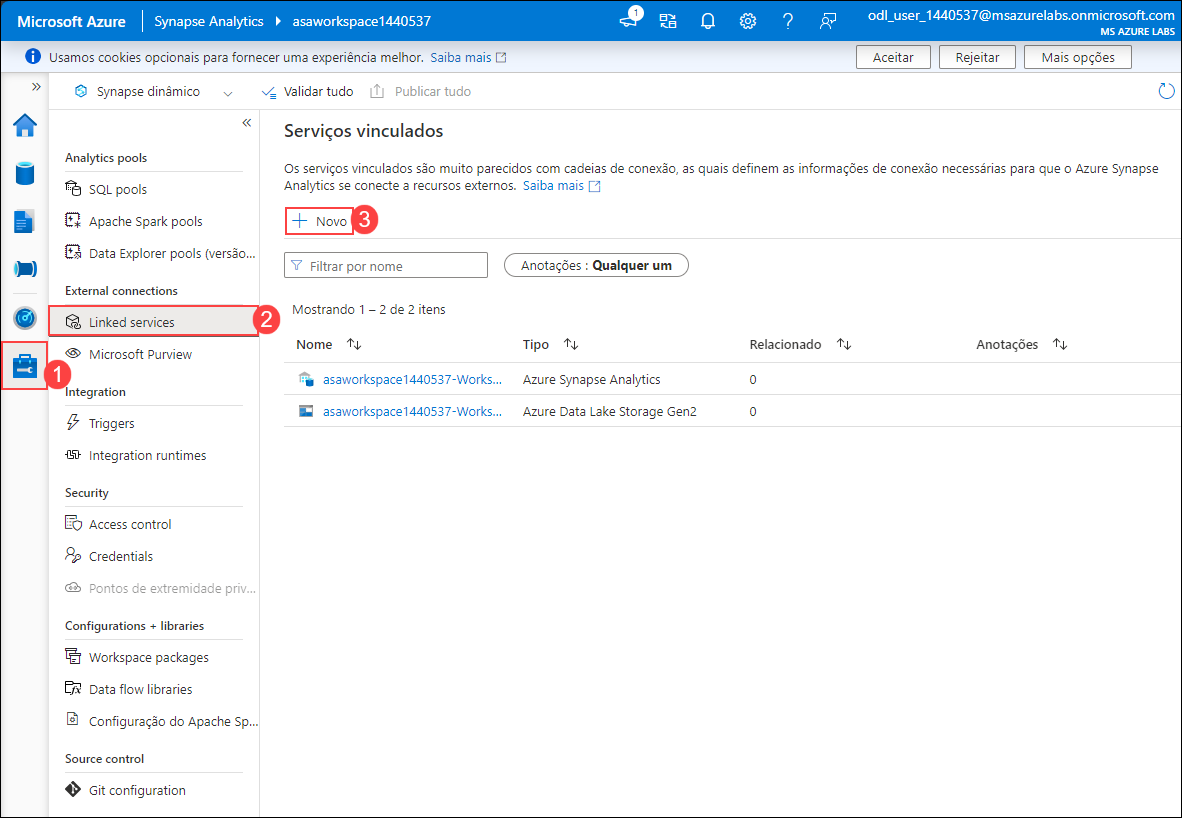 Microsoft Azure
Synapse Analytics
asaworkspace1440537
1
odl_user_1440537@msazurelabs.onmicrosoft.com
MS AZURE LABS
Usamos cookies opcionais para fornecer uma experiência melhor. Saiba mais
Aceitar
Rejeitar
Mais opções
Synapse dinâmico
Validar tudo
Publicar tudo
Analytics pools
SQL pools
Apache Spark pools
Data Explorer pools (versão...
External connections
Linked services
2
Microsoft Purview
1
Integration
Triggers
Integration runtimes
Security
Access control
Credentials
Pontos de extremidade priv...
Configurations + libraries
Workspace packages
Data flow libraries
Configuração do Apache Sp...
Source control
Git configuration
Serviços vinculados
Os serviços vinculados são muito parecidos com cadeias de conexão, as quais definem as informações de conexão necessárias para que o Azure Synapse
Analytics se conecte a recursos externos. Saiba mais
Novo
3
Filtrar por nome
Anotações : Qualquer um
Mostrando 1 – 2 de 2 itens
Nome Tipo Relacionado Anotações
asaworkspace1440537-Works... Azure Synapse Analytics 0
asaworkspace1440537-Works... Azure Data Lake Storage Gen2 0